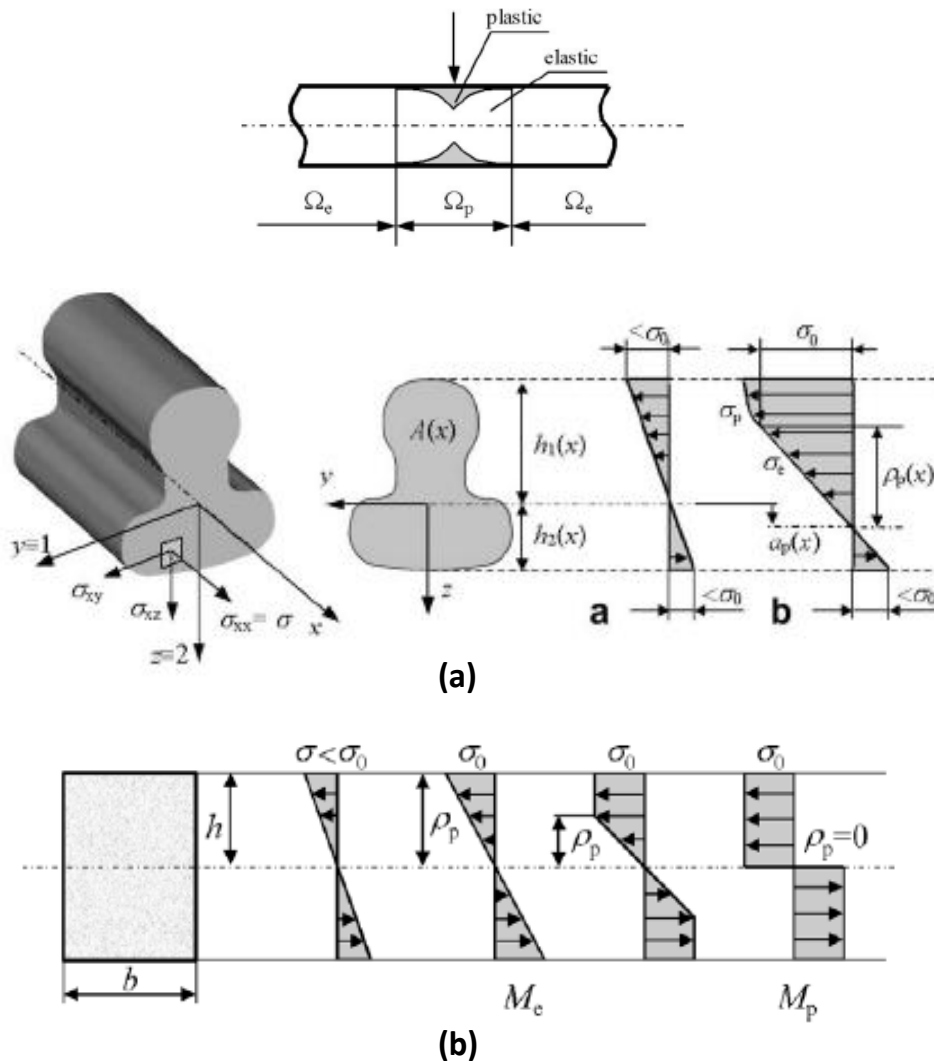 plastic
elastic
Ωe Ωp Ωe
<σ0 σ0
A(x) h1(x) σp
σe ρp(x)
y
h2(x) ap(x)
y=1
σxy
σxz σxx= σ x z <σ0 <σ0
z=2 a b
(a)
σ<σ0 σ0 σ0 σ0
h ρp ρp ρp=0
b Me Mp
(b)